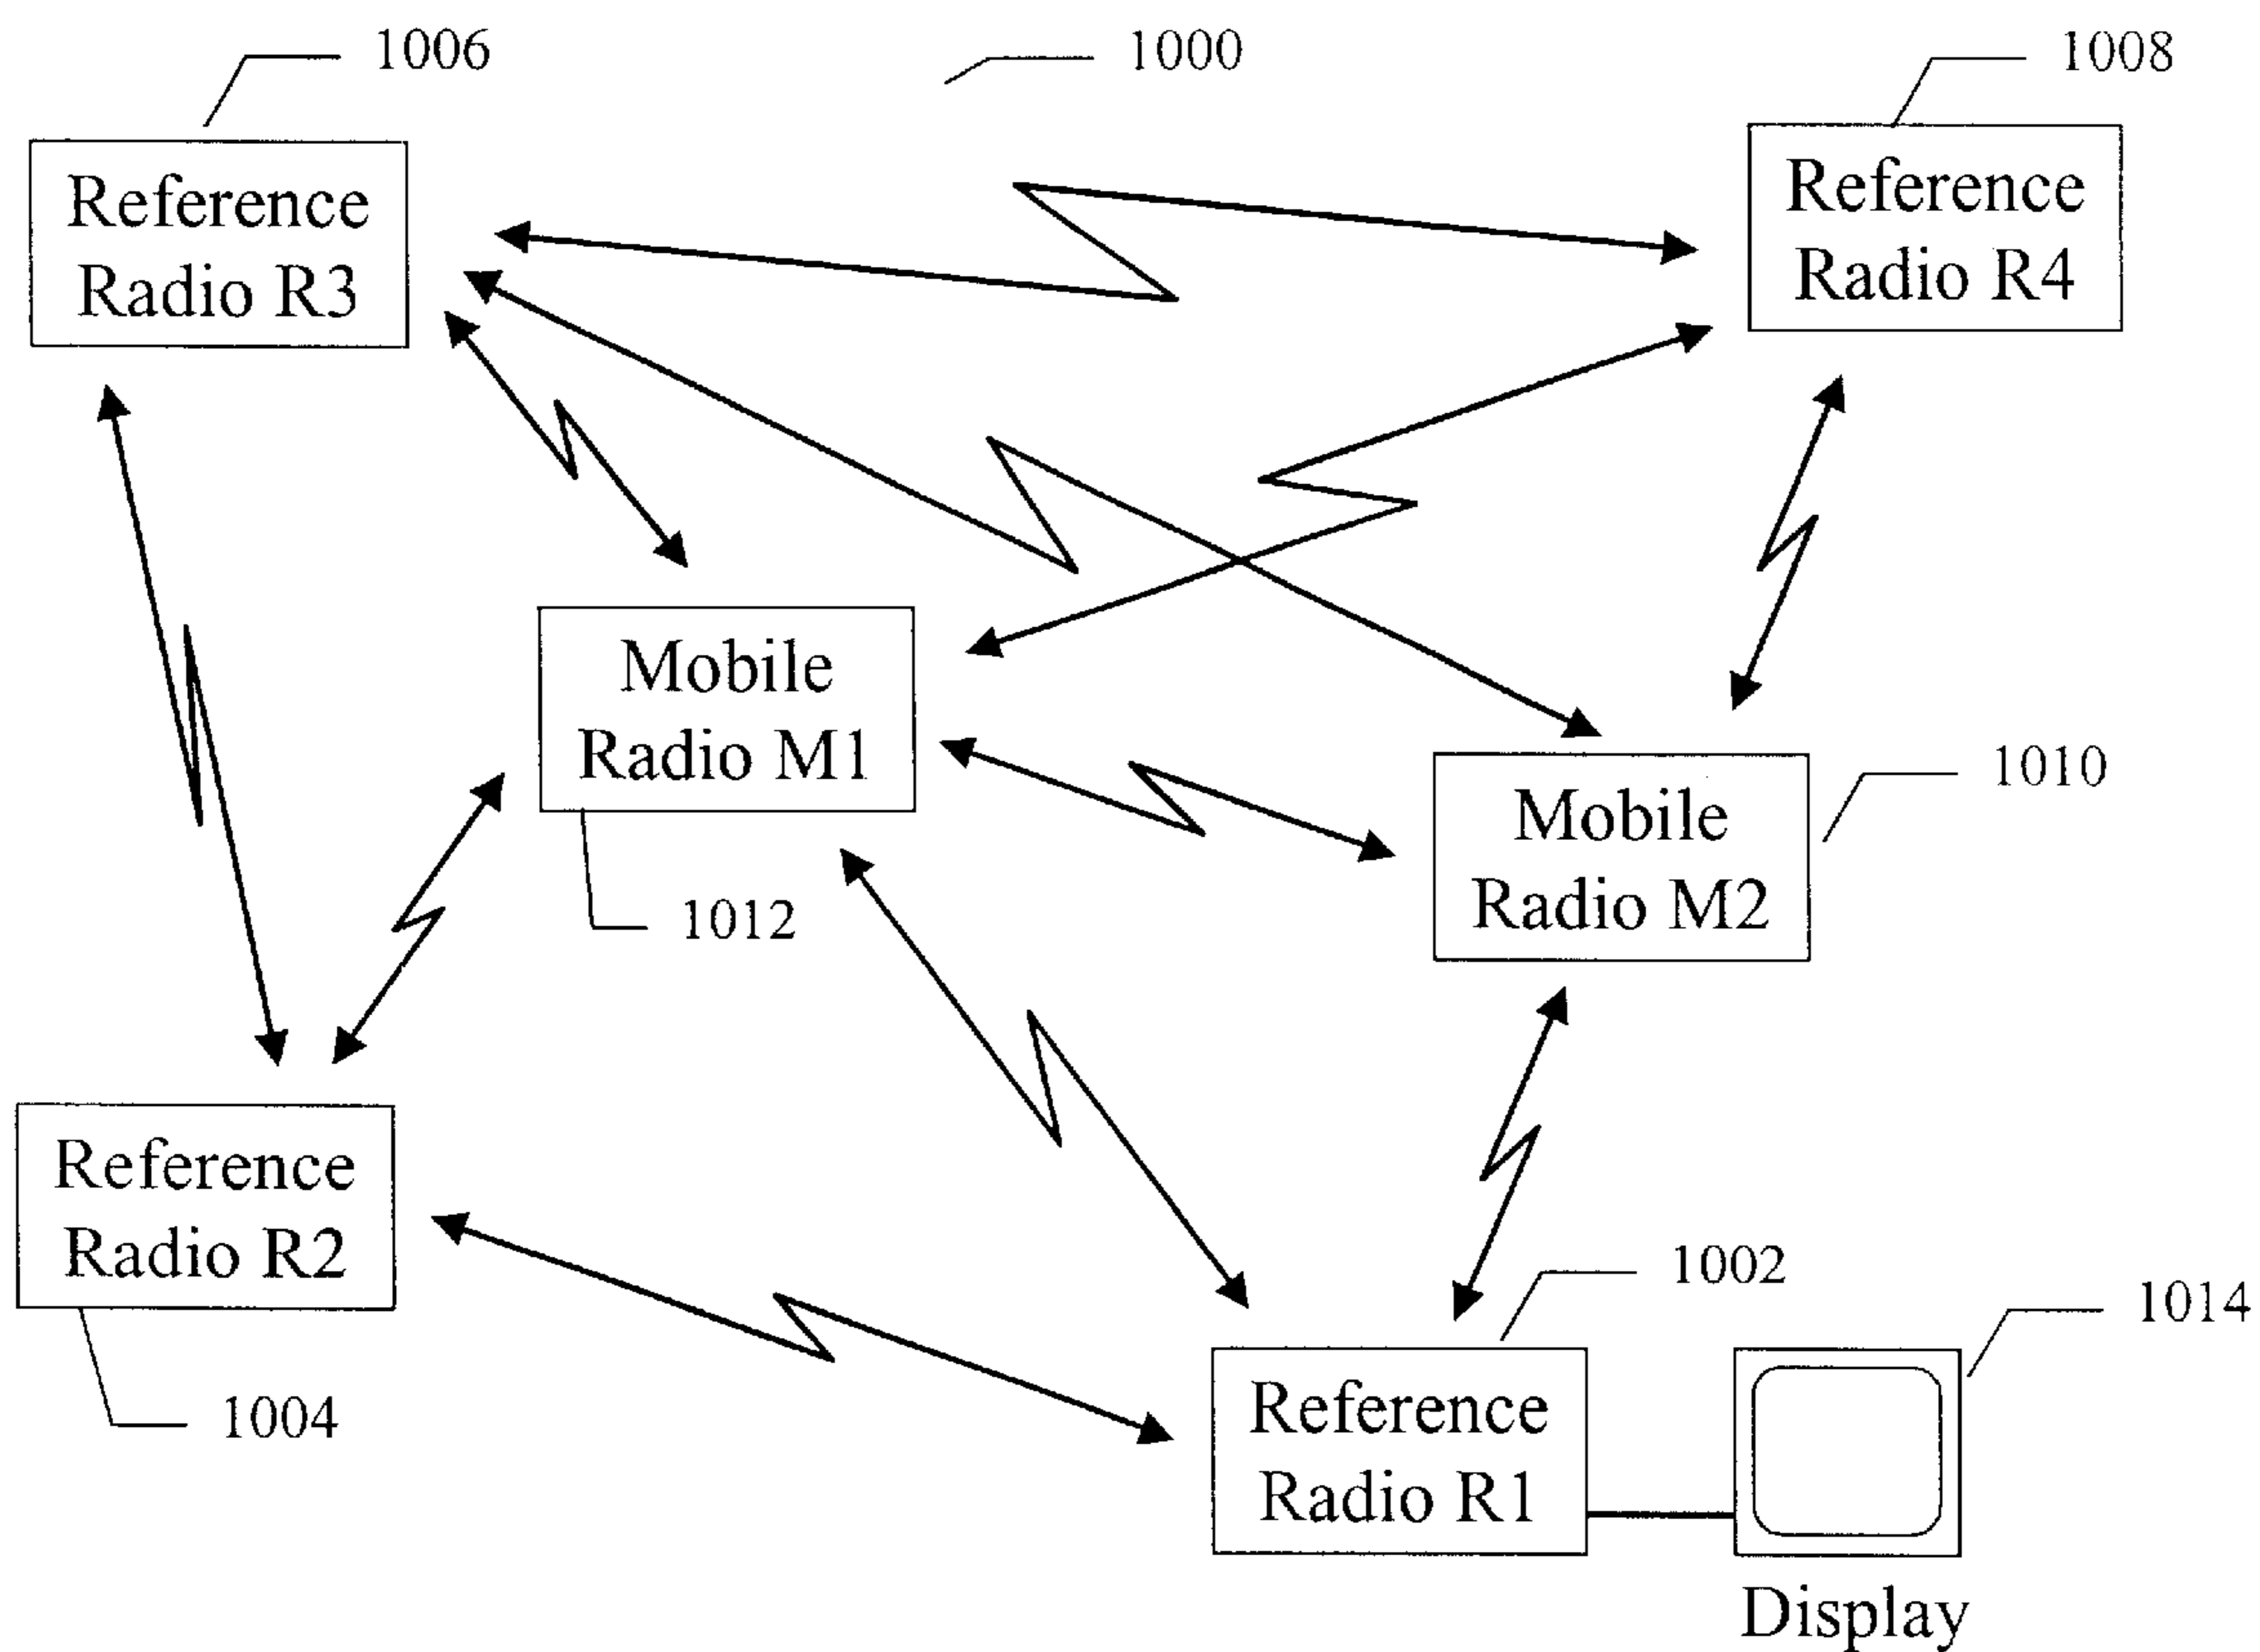 1006
1000
1008
Reference
Radio R3
Reference
Radio R4
Mobile
Radio M1
1012
Mobile
Radio M2
1010
Reference
Radio R2
1004
Reference
Radio R1
1002
1014
Display